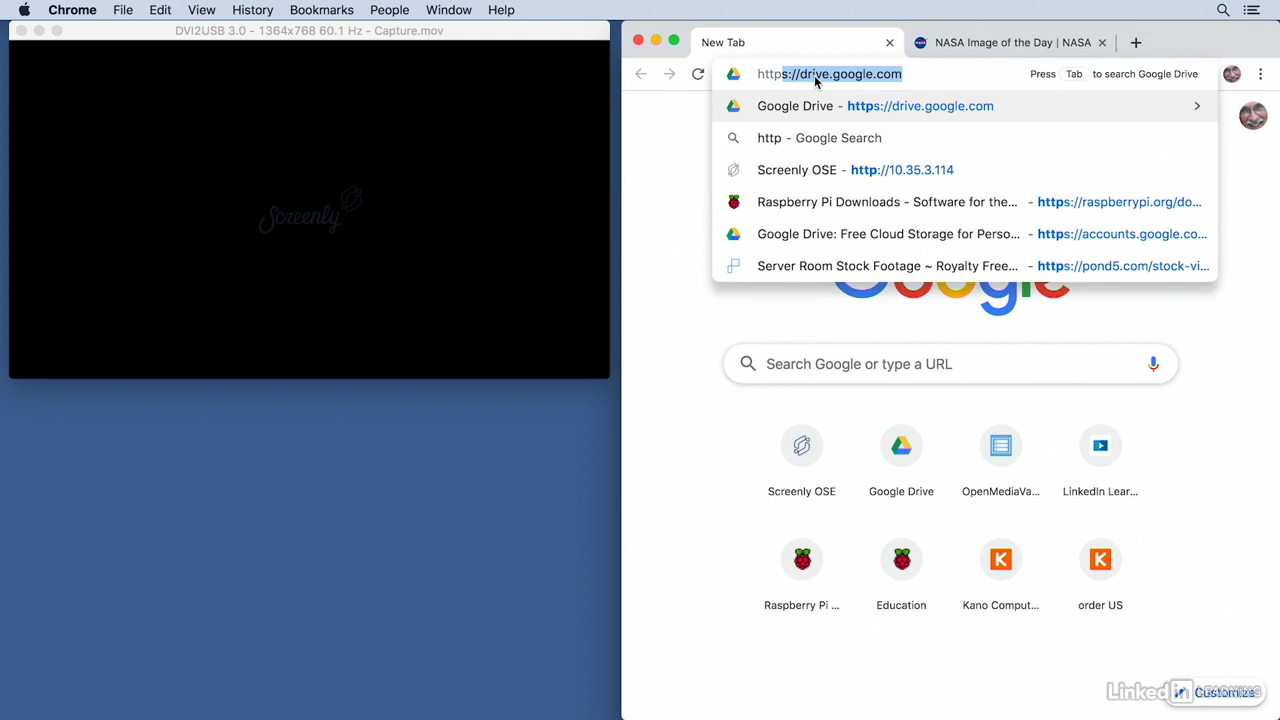 Chrome File Edit View History Bookmarks People Window Help
DVI2USB 3.0 - 1364x768 60.1 Hz - Capture.mov
Screenly
New Tab
NASA Image of the Day | NASA
https://drive.google.com
Press Tab to search Google Drive
Google Drive - https://drive.google.com
http - Google Search
Screenly OSE - http://10.35.3.114
Raspberry Pi Downloads - Software for the... - https://raspberrypi.org/do...
Google Drive: Free Cloud Storage for Perso... - https://accounts.google.co...
Server Room Stock Footage ~ Royalty Free... - https://pond5.com/stock-vi...
Google
Search Google or type a URL
Screenly OSE
Google Drive
OpenMediaVa...
LinkedIn Lear...
Raspberry Pi ...
Education
Kano Comput...
order US
Linked in LEARNING
Customize